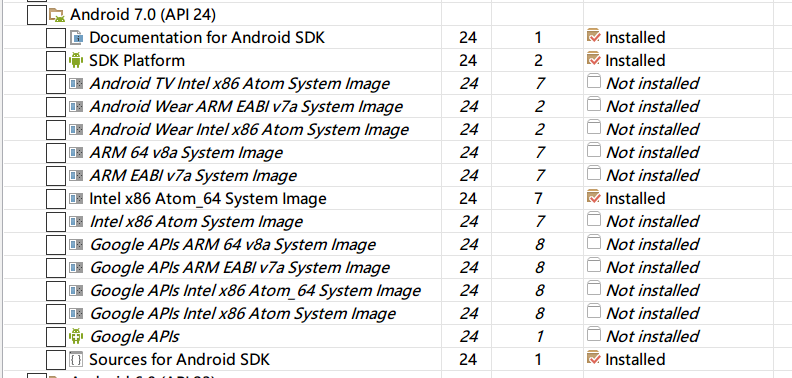 Android 7.0 (API 24)
Documentation for Android SDK 24 1 Installed
SDK Platform 24 2 Installed
Android TV Intel x86 Atom System Image 24 7 Not installed
Android Wear ARM EABI v7a System Image 24 2 Not installed
Android Wear Intel x86 Atom System Image 24 2 Not installed
ARM 64 v8a System Image 24 7 Not installed
ARM EABI v7a System Image 24 7 Not installed
Intel x86 Atom_64 System Image 24 7 Installed
Intel x86 Atom System Image 24 7 Not installed
Google APIs ARM 64 v8a System Image 24 8 Not installed
Google APIs ARM EABI v7a System Image 24 8 Not installed
Google APIs Intel x86 Atom_64 System Image 24 8 Not installed
Google APIs Intel x86 Atom System Image 24 8 Not installed
Google APIs 24 1 Not installed
Sources for Android SDK 24 1 Installed